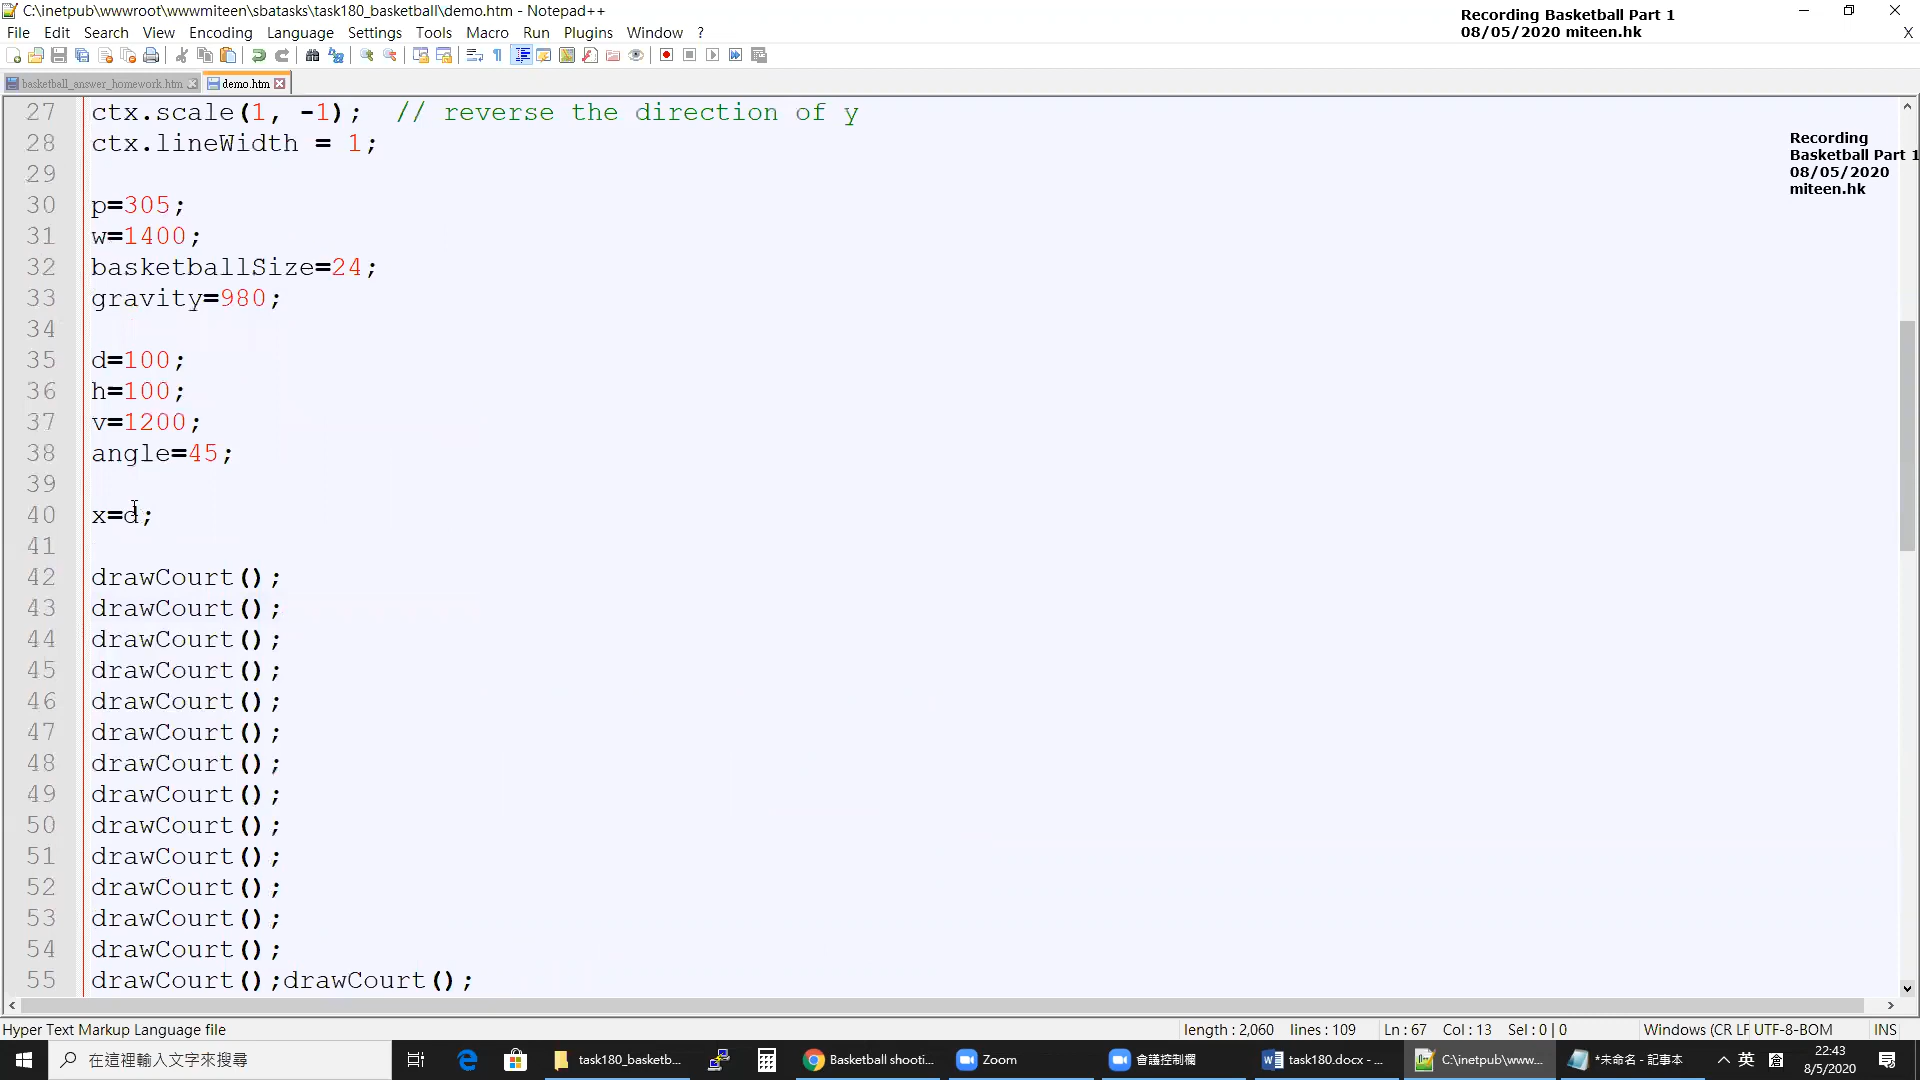 C:\inetpub\wwwroot\wwwmiteen\sbatasks\task180_basketball\demo.htm - Notepad++
Recording Basketball Part 1
08/05/2020 miteen.hk
File Edit Search View Encoding Language Settings Tools Macro Run Plugins Window ?
X
basketball_answer_homework.htm
demo.htm
Recording
Basketball Part 1
08/05/2020
miteen.hk
27 ctx.scale(1, -1);  // reverse the direction of y
28 ctx.lineWidth = 1;
29
30 p=305;
31 w=1400;
32 basketballSize=24;
33 gravity=980;
34
35 d=100;
36 h=100;
37 v=1200;
38 angle=45;
39
40 x=d;
41
42 drawCourt();
43 drawCourt();
44 drawCourt();
45 drawCourt();
46 drawCourt();
47 drawCourt();
48 drawCourt();
49 drawCourt();
50 drawCourt();
51 drawCourt();
52 drawCourt();
53 drawCourt();
54 drawCourt();
55 drawCourt();drawCourt();
Hyper Text Markup Language file
length : 2,060 lines : 109
Ln : 67 Col : 13 Sel : 0 | 0
Windows (CR LF
UTF-8-BOM
INS
在這裡輸入文字來搜尋
task180_basketb...
Basketball shooti...
Zoom
會議控制欄
task180.docx - ...
C:\inetpub\www...
*未命名 - 記事本
英
倉
22:43
8/5/2020